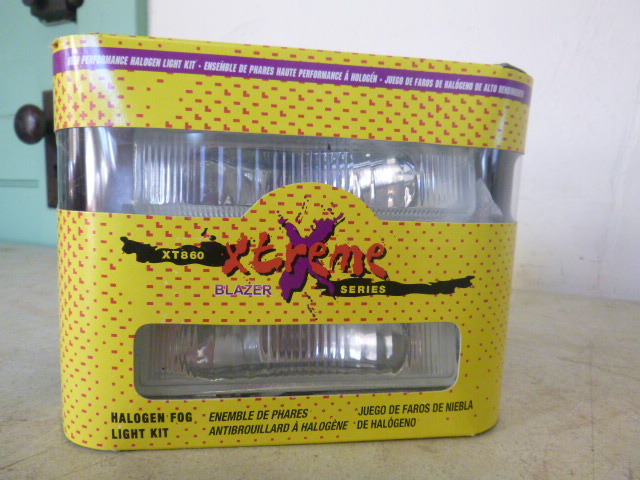 HIGH PERFORMANCE HALOGEN LIGHT KIT • ENSEMBLE DE PHARES HAUTE PERFORMANCE À HOLOGÈN • JUEGO DE FAROS DE HALÓGENO DE ALTO RENDIMIENTO
XT860
xtreme
X
BLAZER SERIES
HALOGEN FOG
LIGHT KIT
ENEMBLE DE PHARES
ANTIBROUILLARD À HALOGÈNE
JUEGO DE FAROS DE NIEBLA
DE HALÓGENO